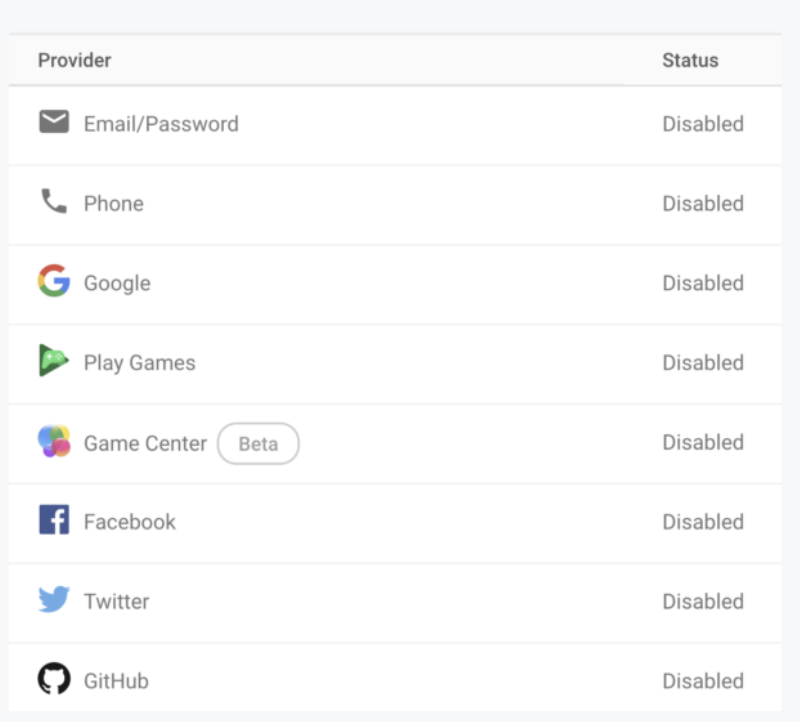 Provider Status
Email/Password Disabled
Phone Disabled
Google Disabled
Play Games Disabled
Game Center Beta Disabled
Facebook Disabled
Twitter Disabled
GitHub Disabled